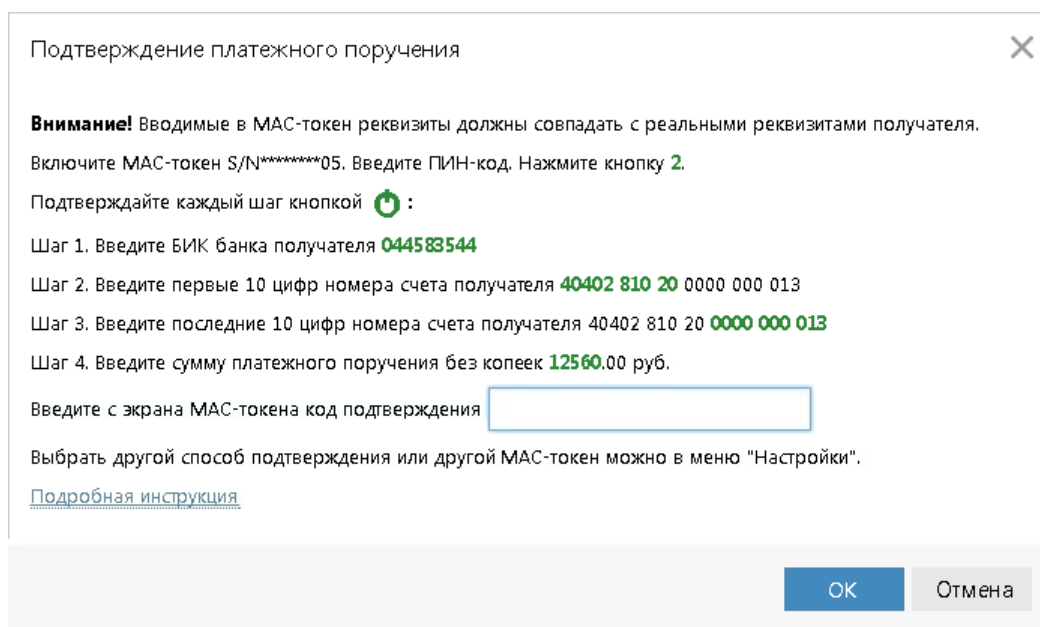 Подтверждение платежного поручения
Внимание! Вводимые в МАС-токен реквизиты должны совпадать с реальными реквизитами получателя.
Включите МАС-токен S/N********05. Введите ПИН-код. Нажмите кнопку 2.
Подтверждайте каждый шаг кнопкой :
Шаг 1. Введите БИК банка получателя 044583544
Шаг 2. Введите первые 10 цифр номера счета получателя 40402 810 20 0000 000 013
Шаг 3. Введите последние 10 цифр номера счета получателя 40402 810 20 0000 000 013
Шаг 4. Введите сумму платежного поручения без копеек 12560.00 руб.
Введите с экрана МАС-токена код подтверждения
Выбрать другой способ подтверждения или другой МАС-токен можно в меню "Настройки".
Подробная инструкция
ОК Отмена